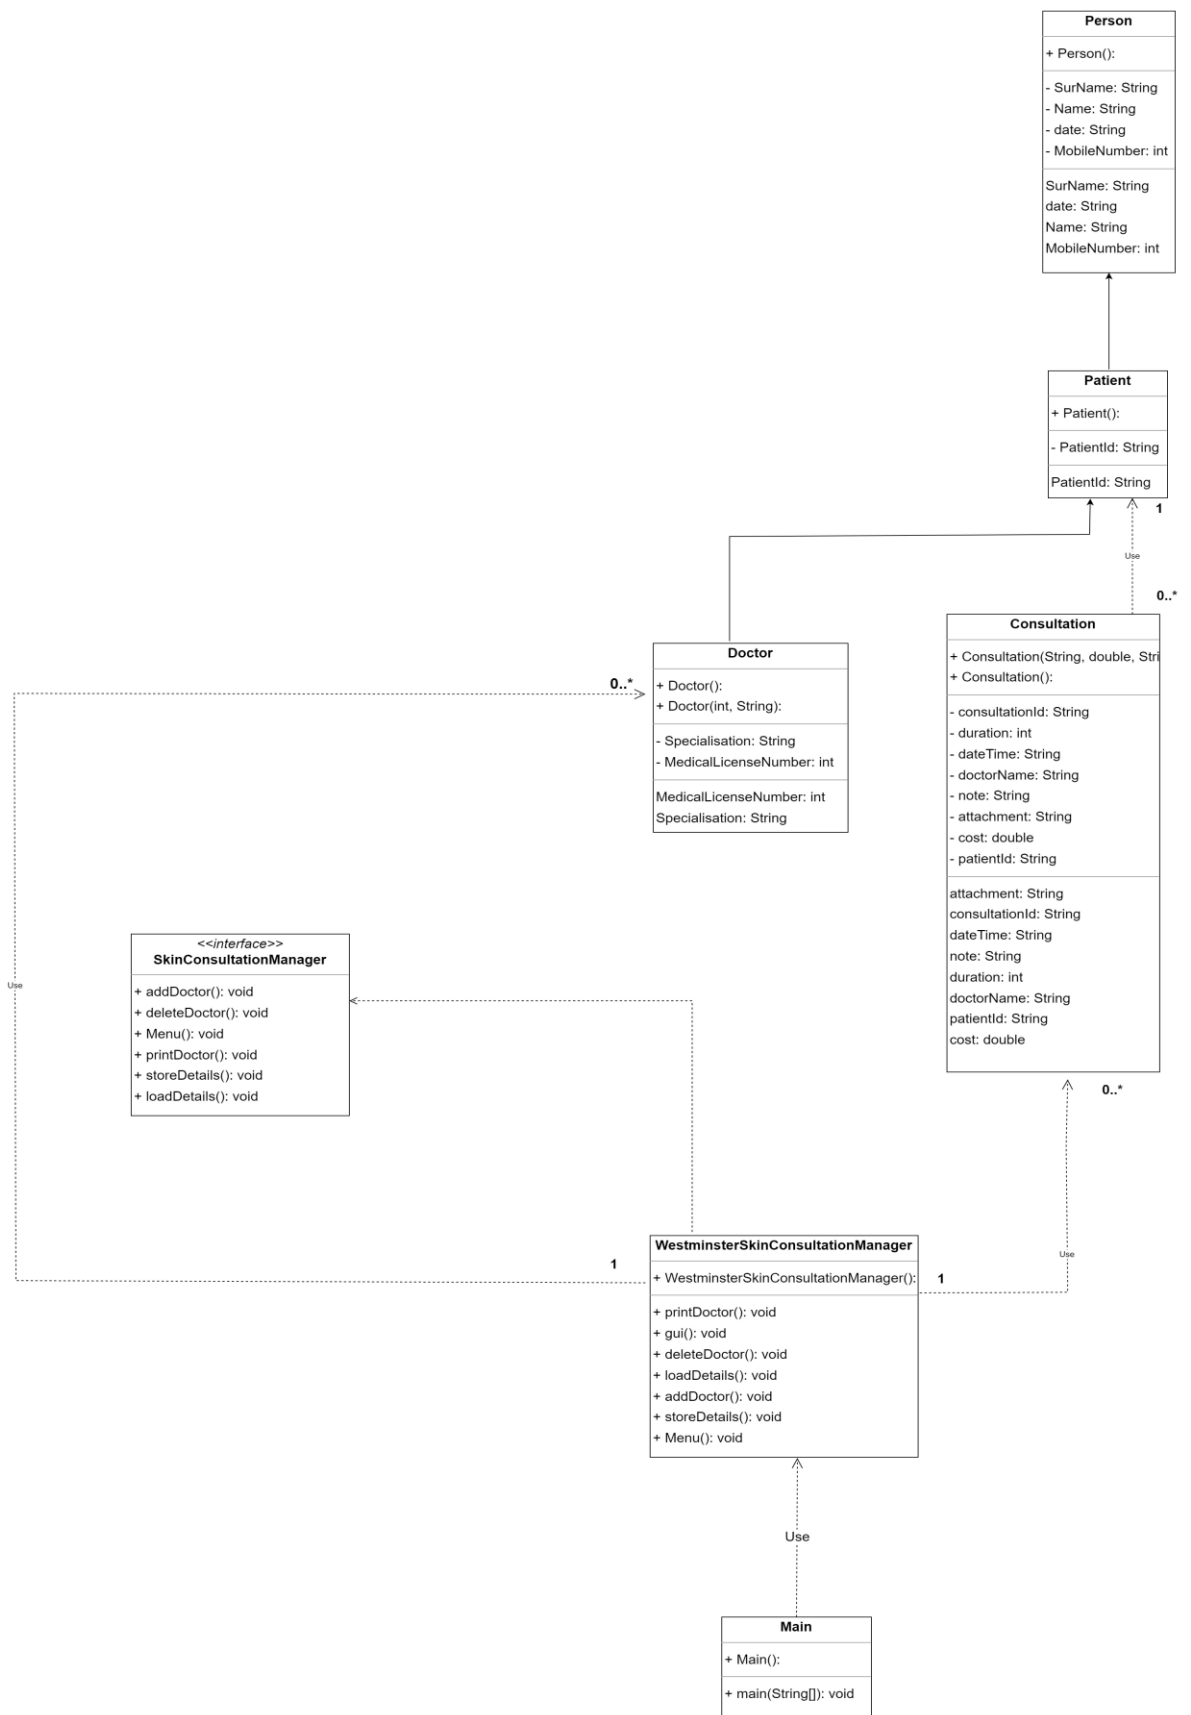 Person
+ Person():
- SurName: String
- Name: String
- date: String
- MobileNumber: int
SurName: String
date: String
Name: String
MobileNumber: int
Patient
+ Patient():
- PatientId: String
PatientId: String
1
Use
0..*
Consultation
+ Consultation(String, double, Stri
+ Consultation():
- consultationId: String
- duration: int
- dateTime: String
- doctorName: String
- note: String
- attachment: String
- cost: double
- patientId: String
attachment: String
consultationId: String
dateTime: String
note: String
duration: int
doctorName: String
patientId: String
cost: double
0..*
Doctor
+ Doctor():
+ Doctor(int, String):
- Specialisation: String
- MedicalLicenseNumber: int
MedicalLicenseNumber: int
Specialisation: String
0..*
<<interface>>
SkinConsultationManager
+ addDoctor(): void
+ deleteDoctor(): void
+ Menu(): void
+ printDoctor(): void
+ storeDetails(): void
+ loadDetails(): void
Use
1
WestminsterSkinConsultationManager
+ WestminsterSkinConsultationManager():
+ printDoctor(): void
+ gui(): void
+ deleteDoctor(): void
+ loadDetails(): void
+ addDoctor(): void
+ storeDetails(): void
+ Menu(): void
1
Use
Use
Main
+ Main():
+ main(String[]): void